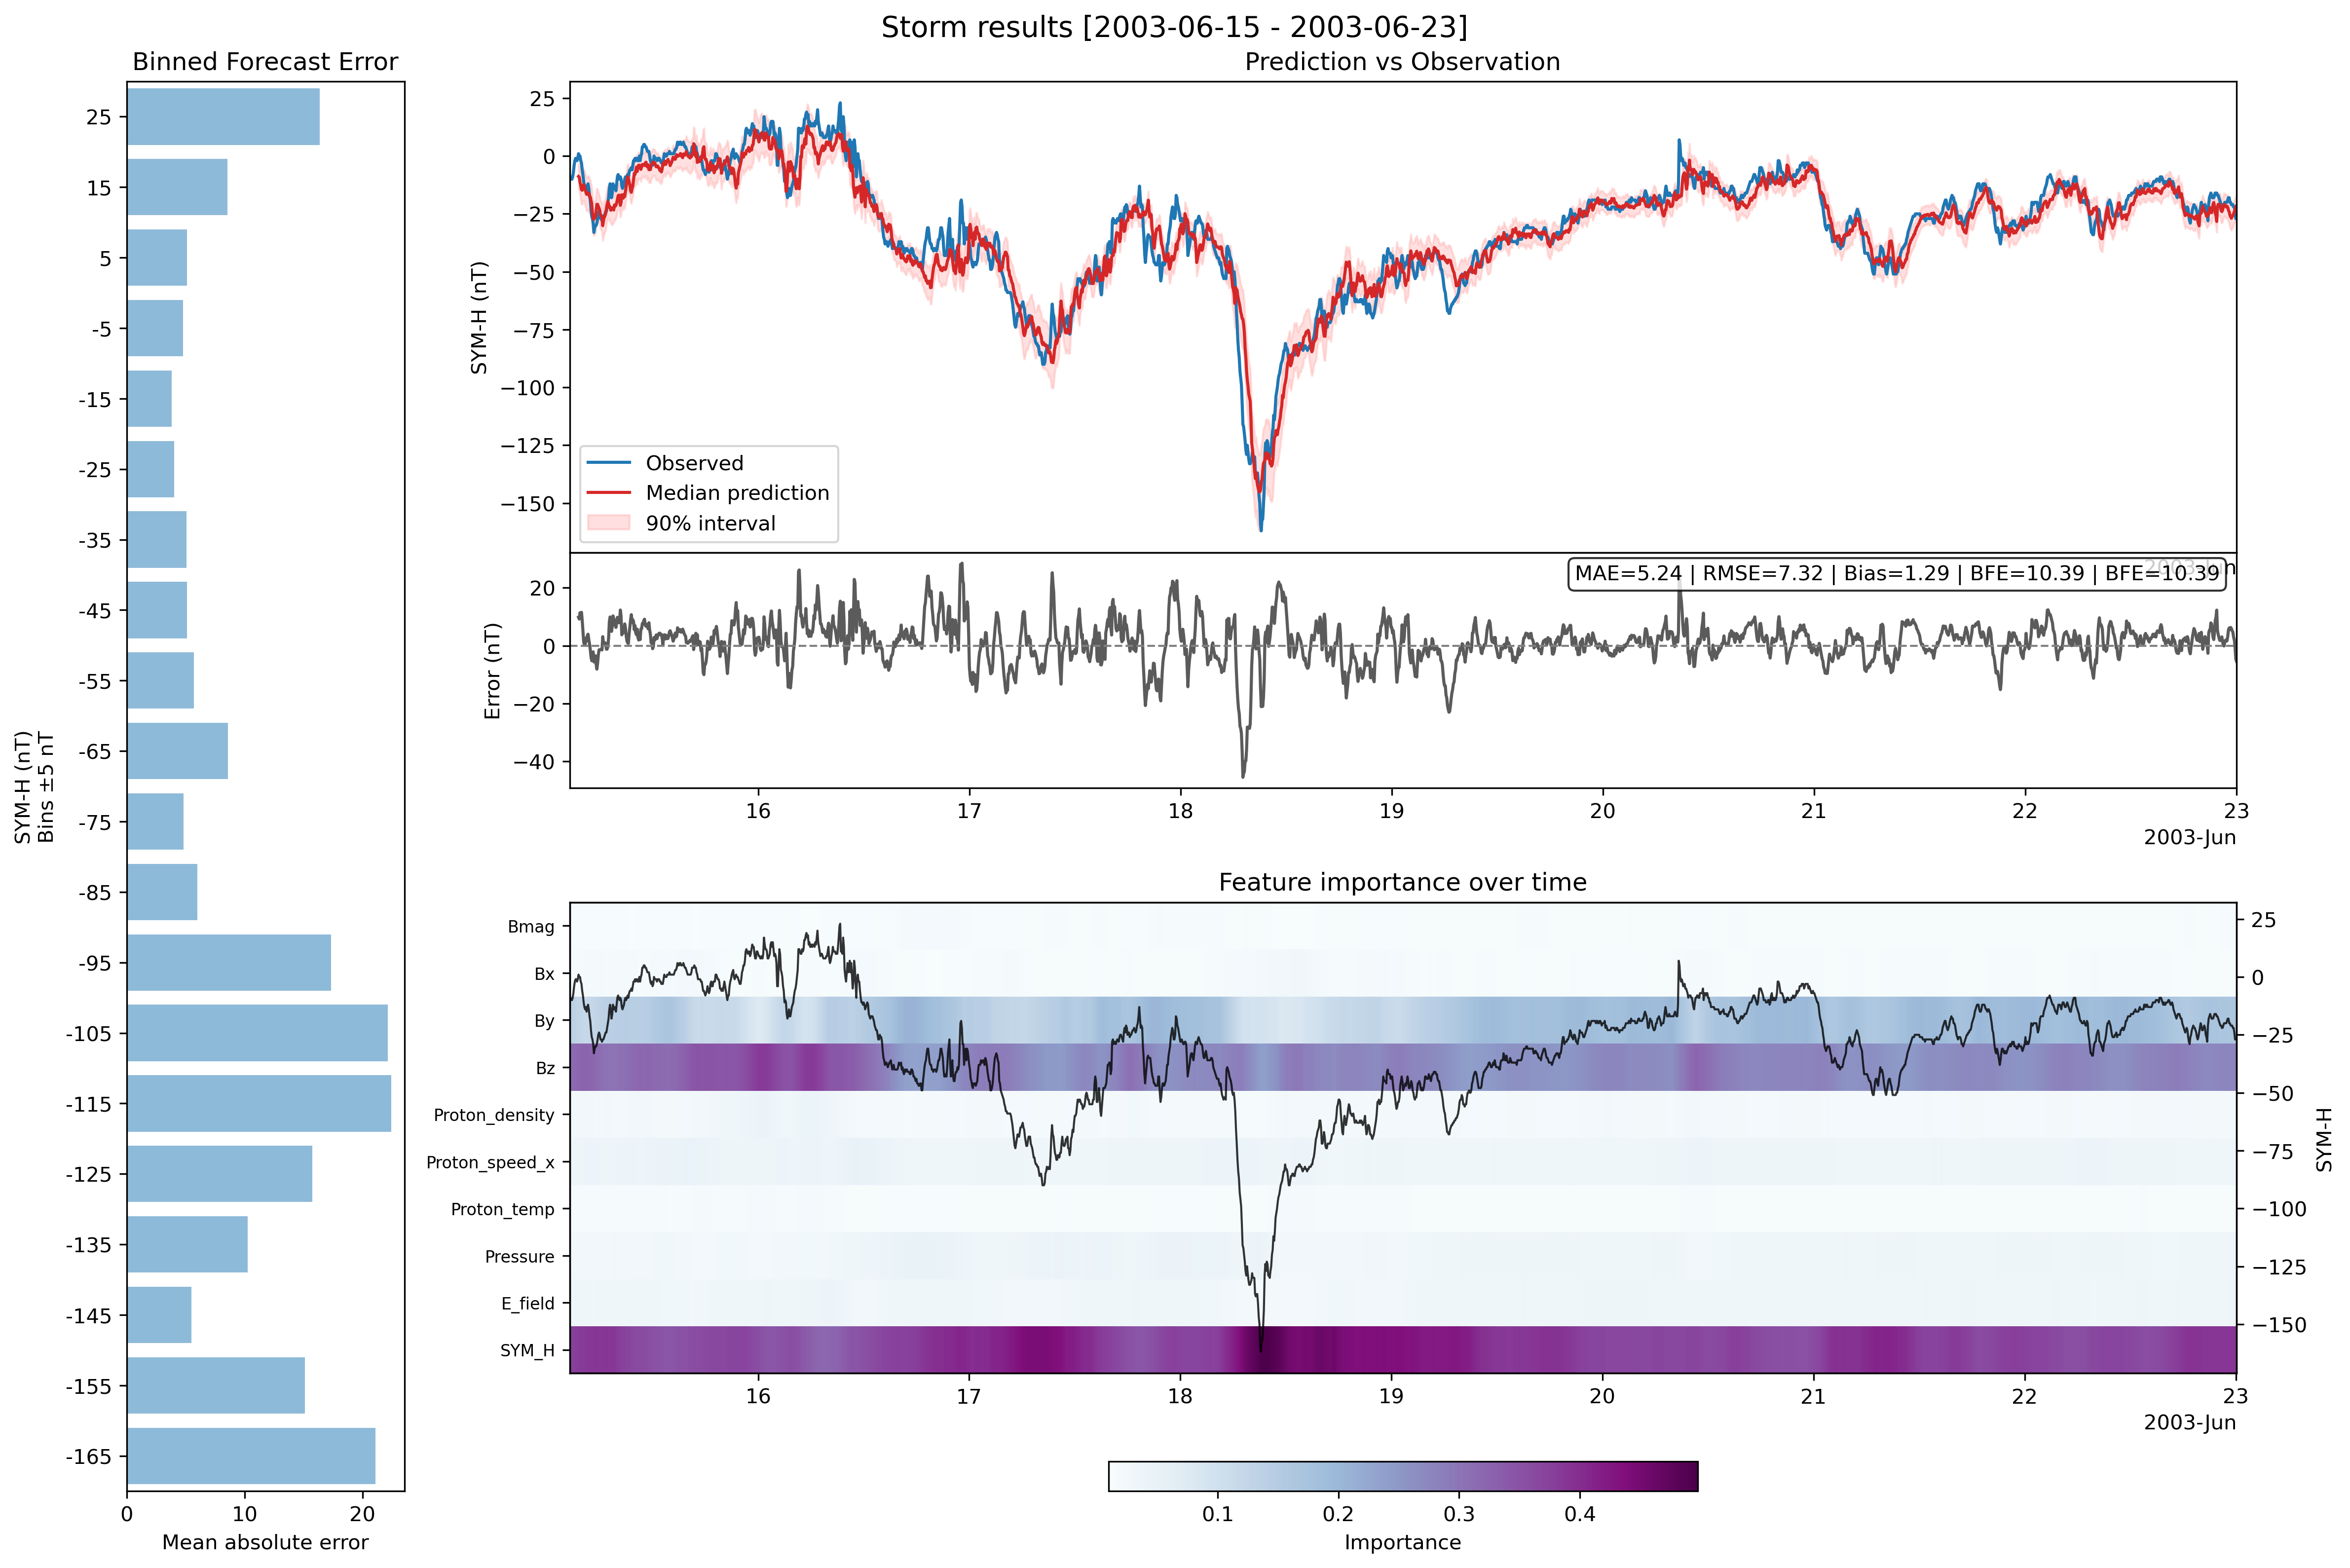 Storm results [2003-06-15 - 2003-06-23]
Binned Forecast Error
25
15
5
-5
-15
-25
-35
-45
-55
-65
-75
-85
-95
-105
-115
-125
-135
-145
-155
-165
SYM-H (nT)
Bins ±5 nT
0 10 20
Mean absolute error
Prediction vs Observation
25
0
−25
−50
−75
−100
−125
−150
SYM-H (nT)
Observed
Median prediction
90% interval
2003-Jun
MAE=5.24 | RMSE=7.32 | Bias=1.29 | BFE=10.39 | BFE=10.39
20
0
−20
−40
Error (nT)
16 17 18 19 20 21 22 23
2003-Jun
Feature importance over time
Bmag
Bx
By
Bz
Proton_density
Proton_speed_x
Proton_temp
Pressure
E_field
SYM_H
25
0
−25
−50
−75
−100
−125
−150
SYM-H
16 17 18 19 20 21 22 23
2003-Jun
0.1 0.2 0.3 0.4
Importance